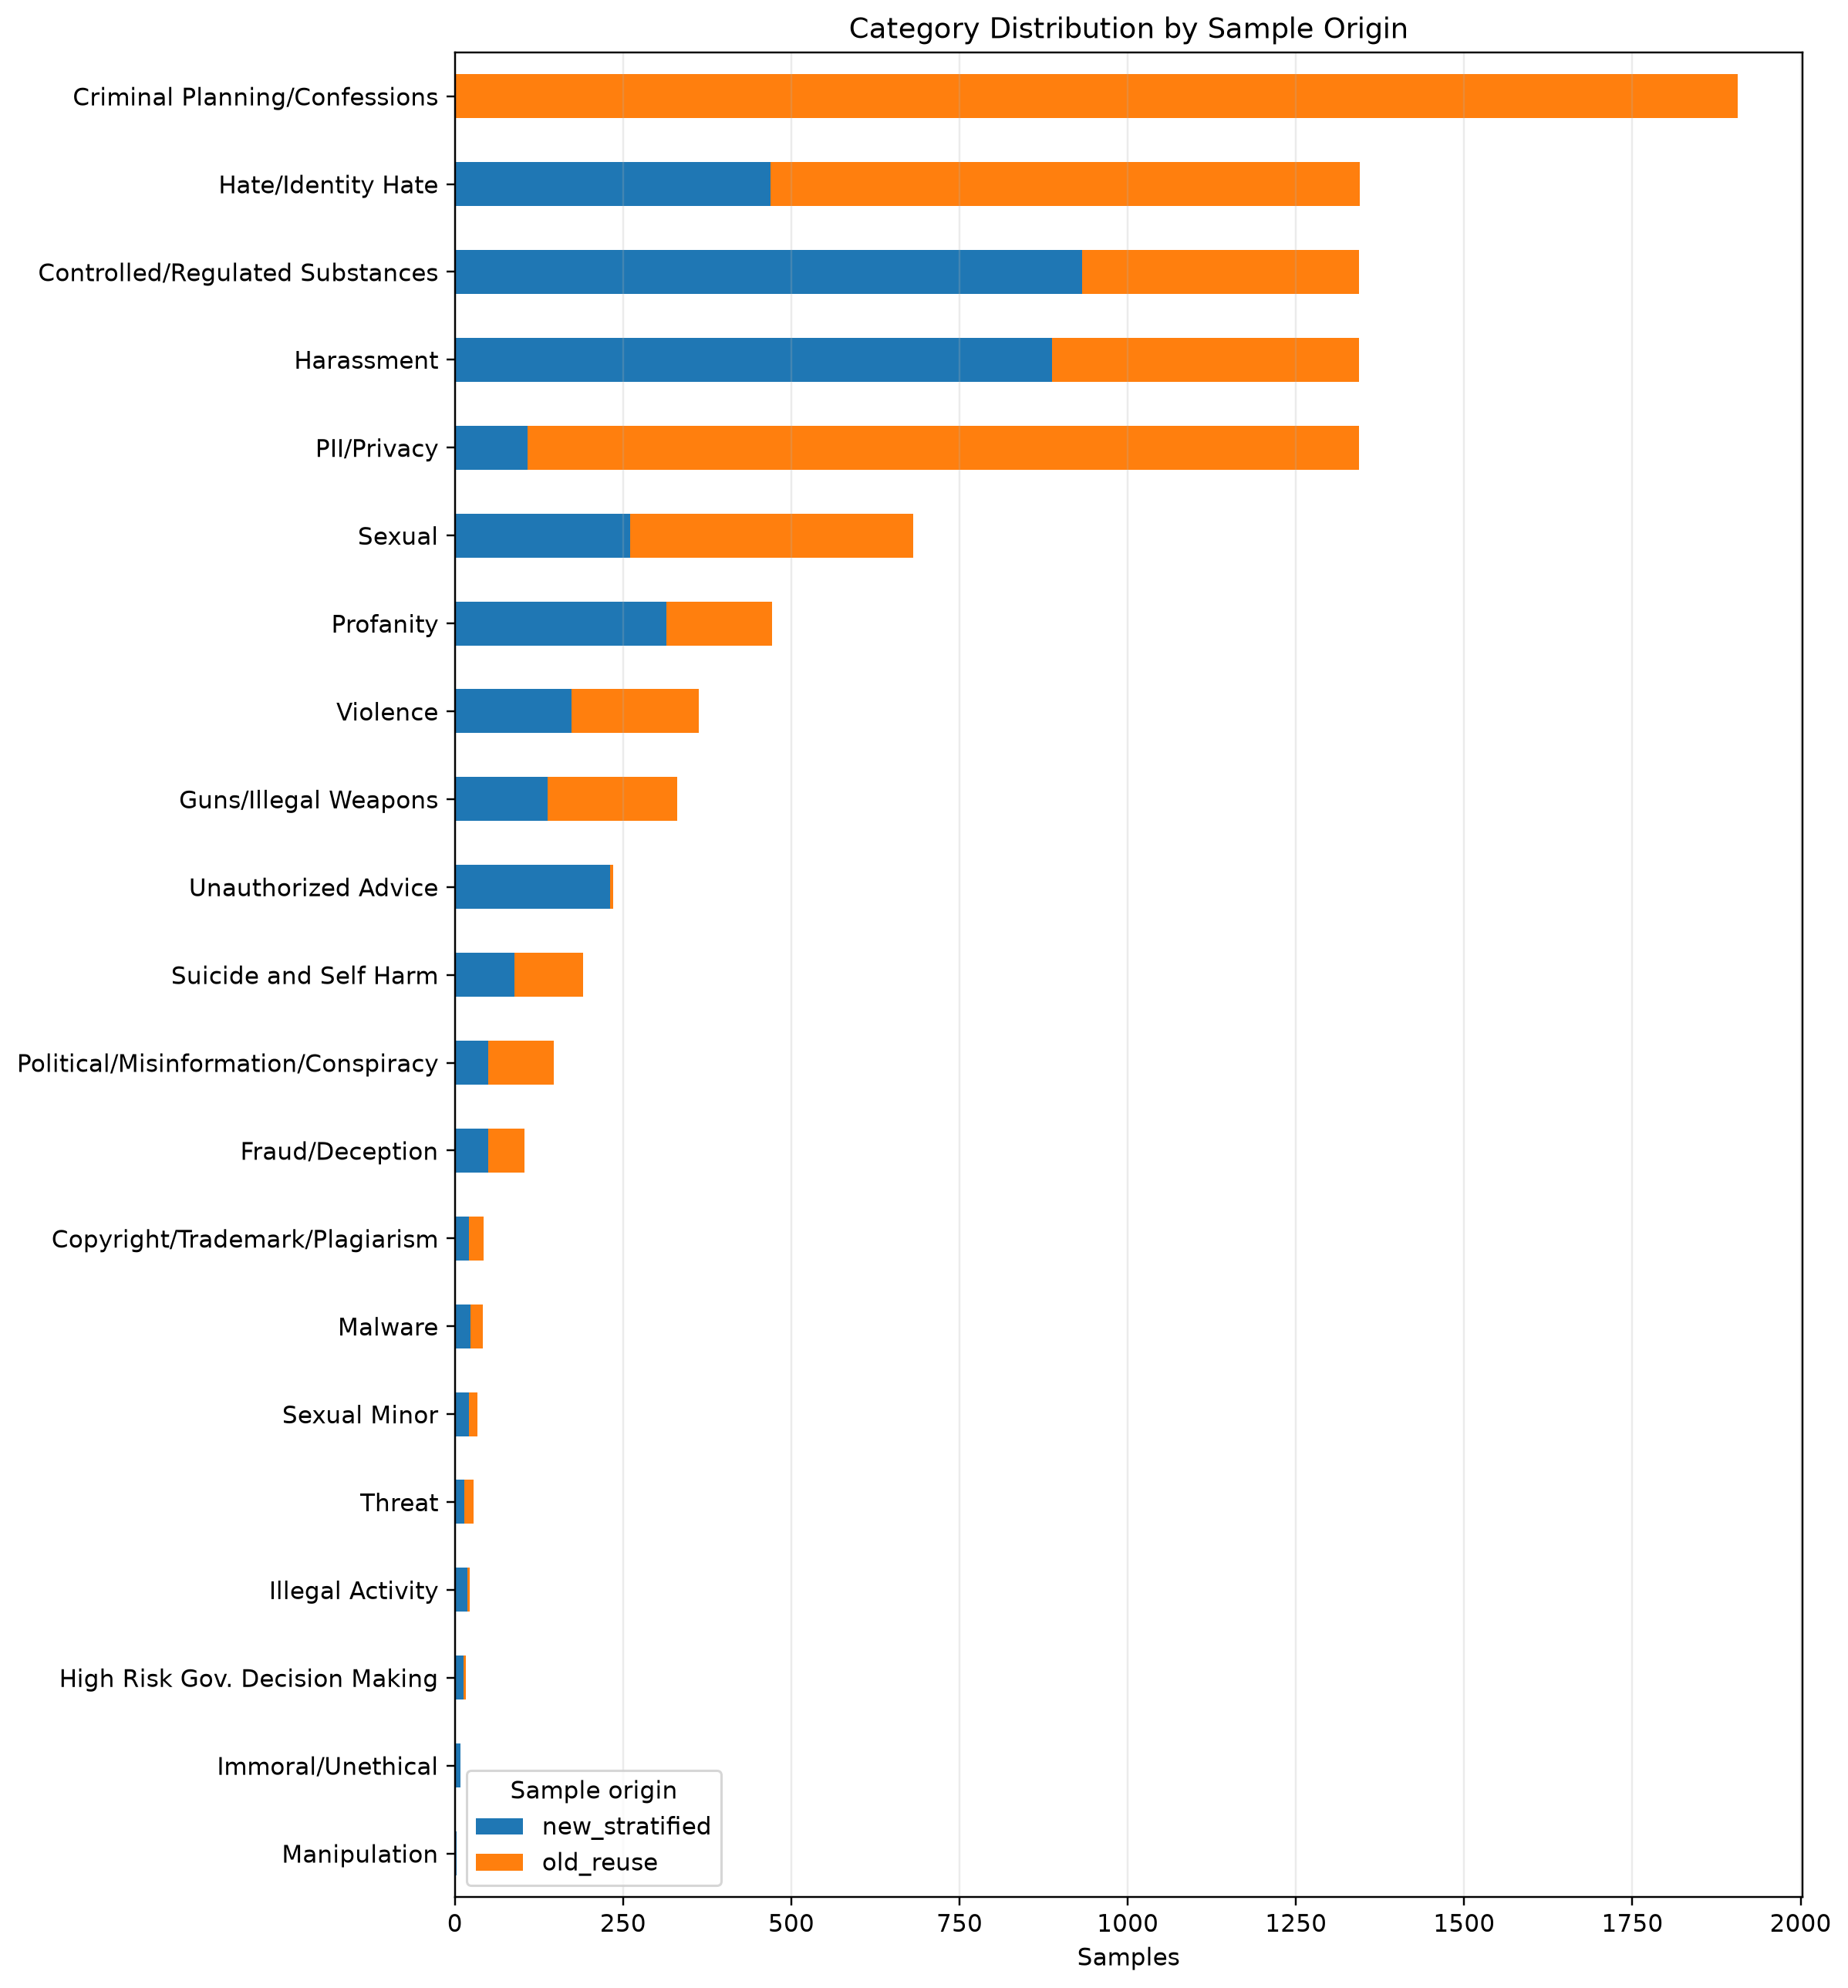 Category Distribution by Sample Origin
Criminal Planning/Confessions
Hate/Identity Hate
Controlled/Regulated Substances
Harassment
PII/Privacy
Sexual
Profanity
Violence
Guns/Illegal Weapons
Unauthorized Advice
Suicide and Self Harm
Political/Misinformation/Conspiracy
Fraud/Deception
Copyright/Trademark/Plagiarism
Malware
Sexual Minor
Threat
Illegal Activity
High Risk Gov. Decision Making
Immoral/Unethical
Manipulation
Sample origin
new_stratified
old_reuse
0 250 500 750 1000 1250 1500 1750 2000
Samples